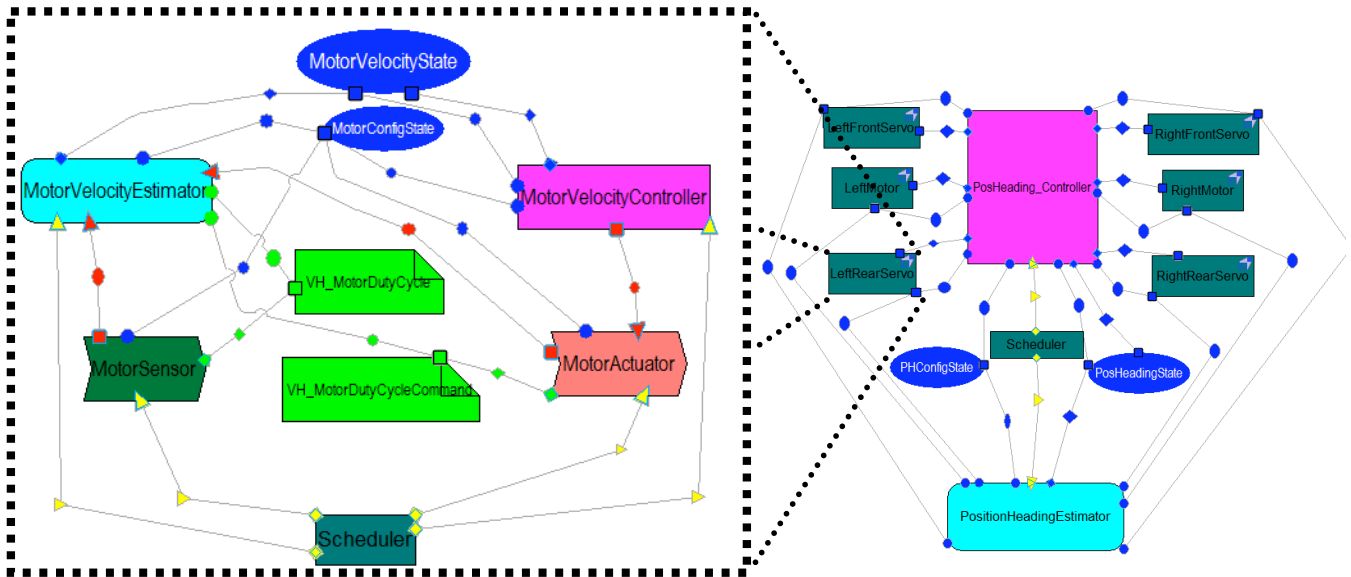 MotorVelocityState
MotorConfigState
MotorVelocityEstimator
MotorVelocityController
VH_MotorDutyCycle
MotorSensor
VH_MotorDutyCycleCommand
MotorActuator
Scheduler
LeftFrontServo
RightFrontServo
LeftMotor
PosHeading_Controller
RightMotor
LeftRearServo
RightRearServo
Scheduler
PHConfigState
PosHeadingState
PositionHeadingEstimator